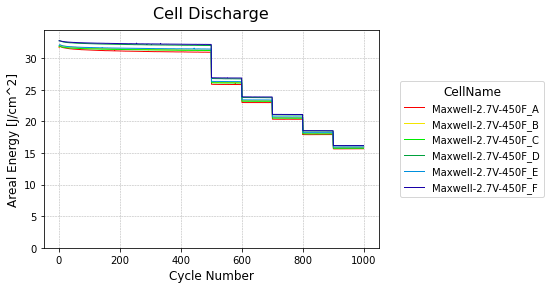 Cell Discharge
Areal Energy [J/cm^2]
30
25
20
15
10
5
0
0 200 400 600 800 1000
Cycle Number
CellName
Maxwell-2.7V-450F_A
Maxwell-2.7V-450F_B
Maxwell-2.7V-450F_C
Maxwell-2.7V-450F_D
Maxwell-2.7V-450F_E
Maxwell-2.7V-450F_F